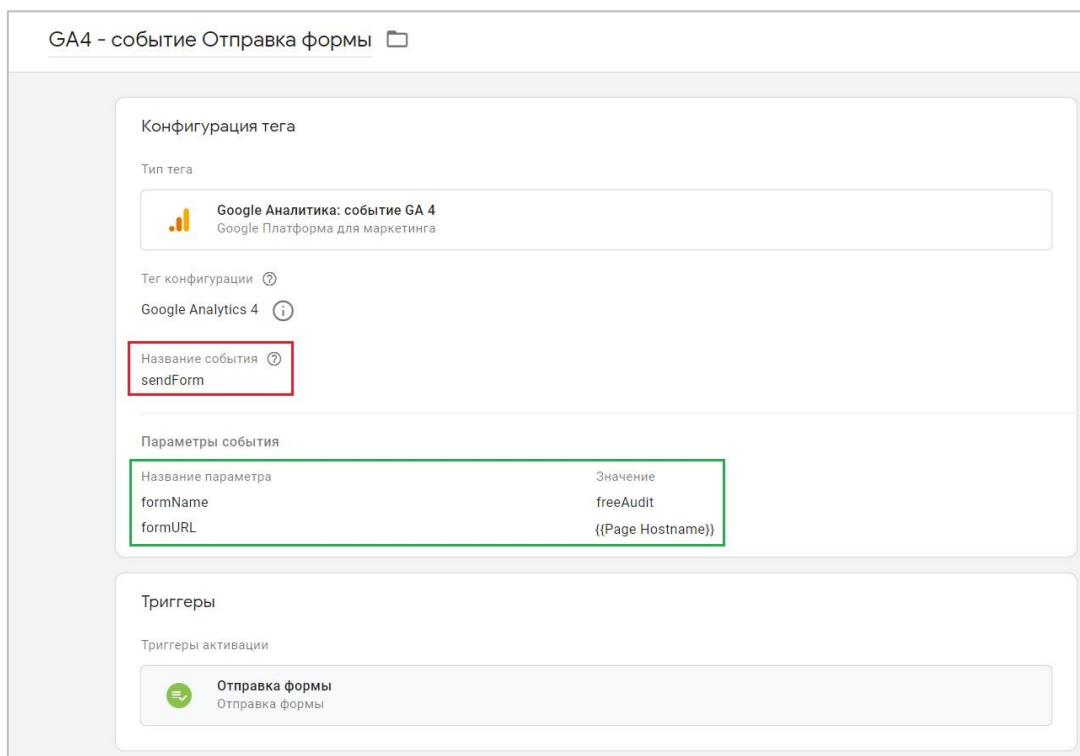 GA4 - событие Отправка формы
Конфигурация тега
Тип тега
Google Аналитика: событие GA 4
Google Платформа для маркетинга
Тег конфигурации
Google Analytics 4
Название события
sendForm
Параметры события
Название параметра Значение
formName freeAudit
formURL {{Page Hostname}}
Триггеры
Триггеры активации
Отправка формы
Отправка формы